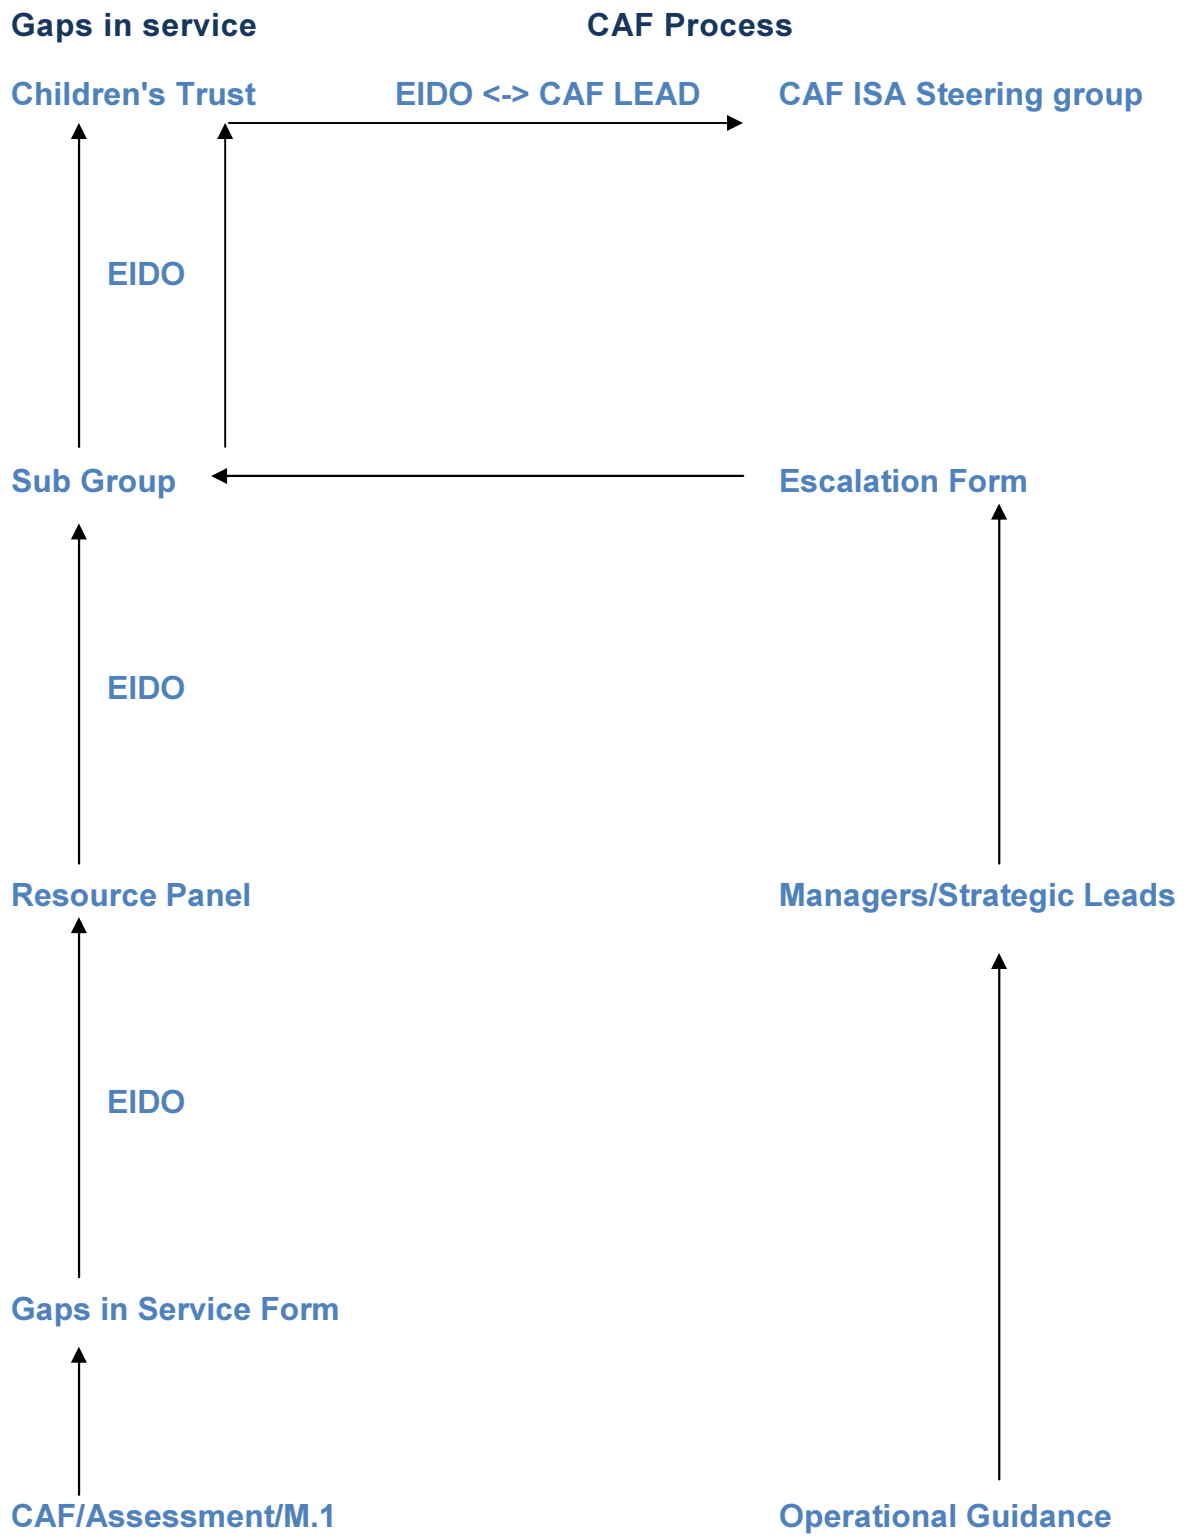 Gaps in service CAF Process
Children's Trust EIDO <-> CAF LEAD CAF ISA Steering group
EIDO
Sub Group Escalation Form
EIDO
Resource Panel Managers/Strategic Leads
EIDO
Gaps in Service Form
CAF/Assessment/M.1 Operational Guidance